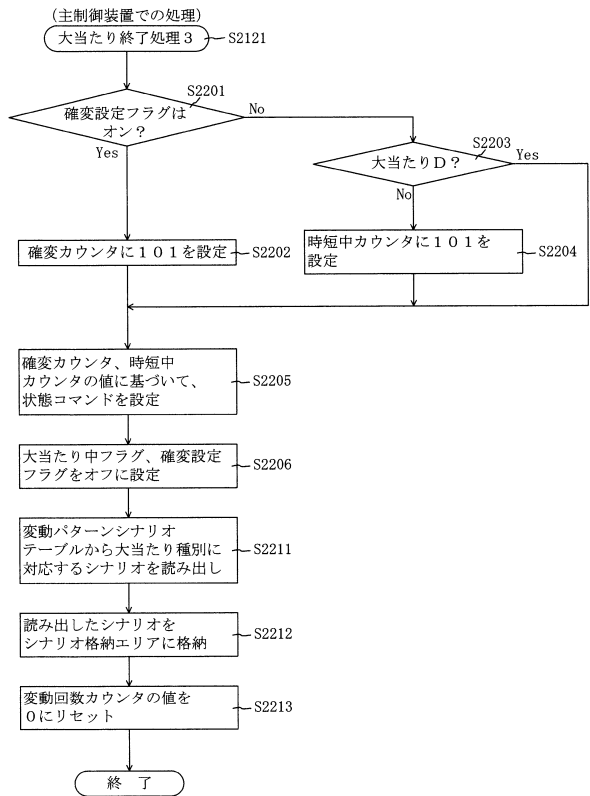 (主制御装置での処理)
大当たり終了処理３
S2121
S2201
確変設定フラグは
オン？
No
Yes
S2203
大当たりＤ？
Yes
No
確変カウンタに１０１を設定
S2202
時短中カウンタに１０１を
設定
S2204
確変カウンタ、時短中
カウンタの値に基づいて、
状態コマンドを設定
S2205
大当たり中フラグ、確変設定
フラグをオフに設定
S2206
変動パターンシナリオ
テーブルから大当たり種別に
対応するシナリオを読み出し
S2211
読み出したシナリオを
シナリオ格納エリアに格納
S2212
変動回数カウンタの値を
０にリセット
S2213
終　了